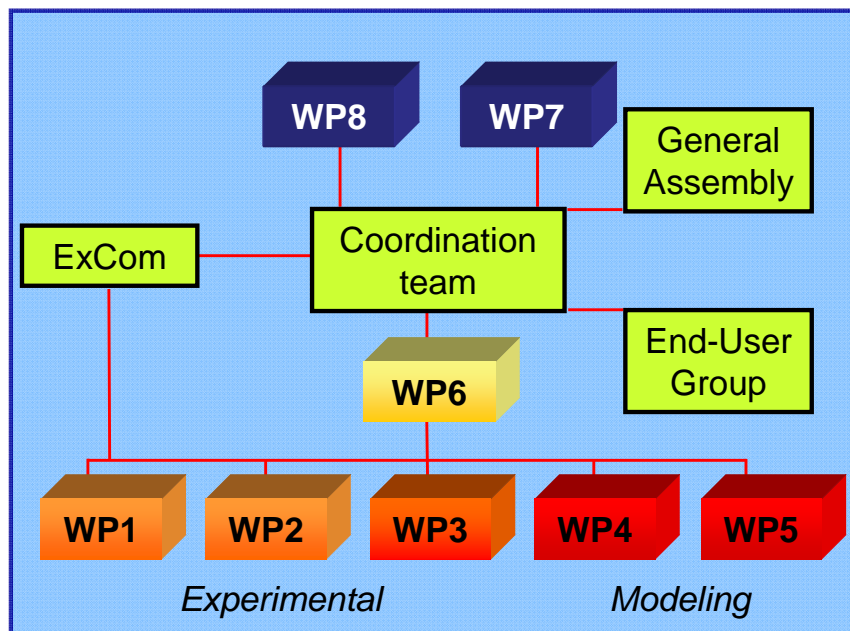 WP8
WP7
General
Assembly
ExCom
Coordination
team
End-User
Group
WP6
WP1
WP2
WP3
WP4
WP5
Experimental
Modeling